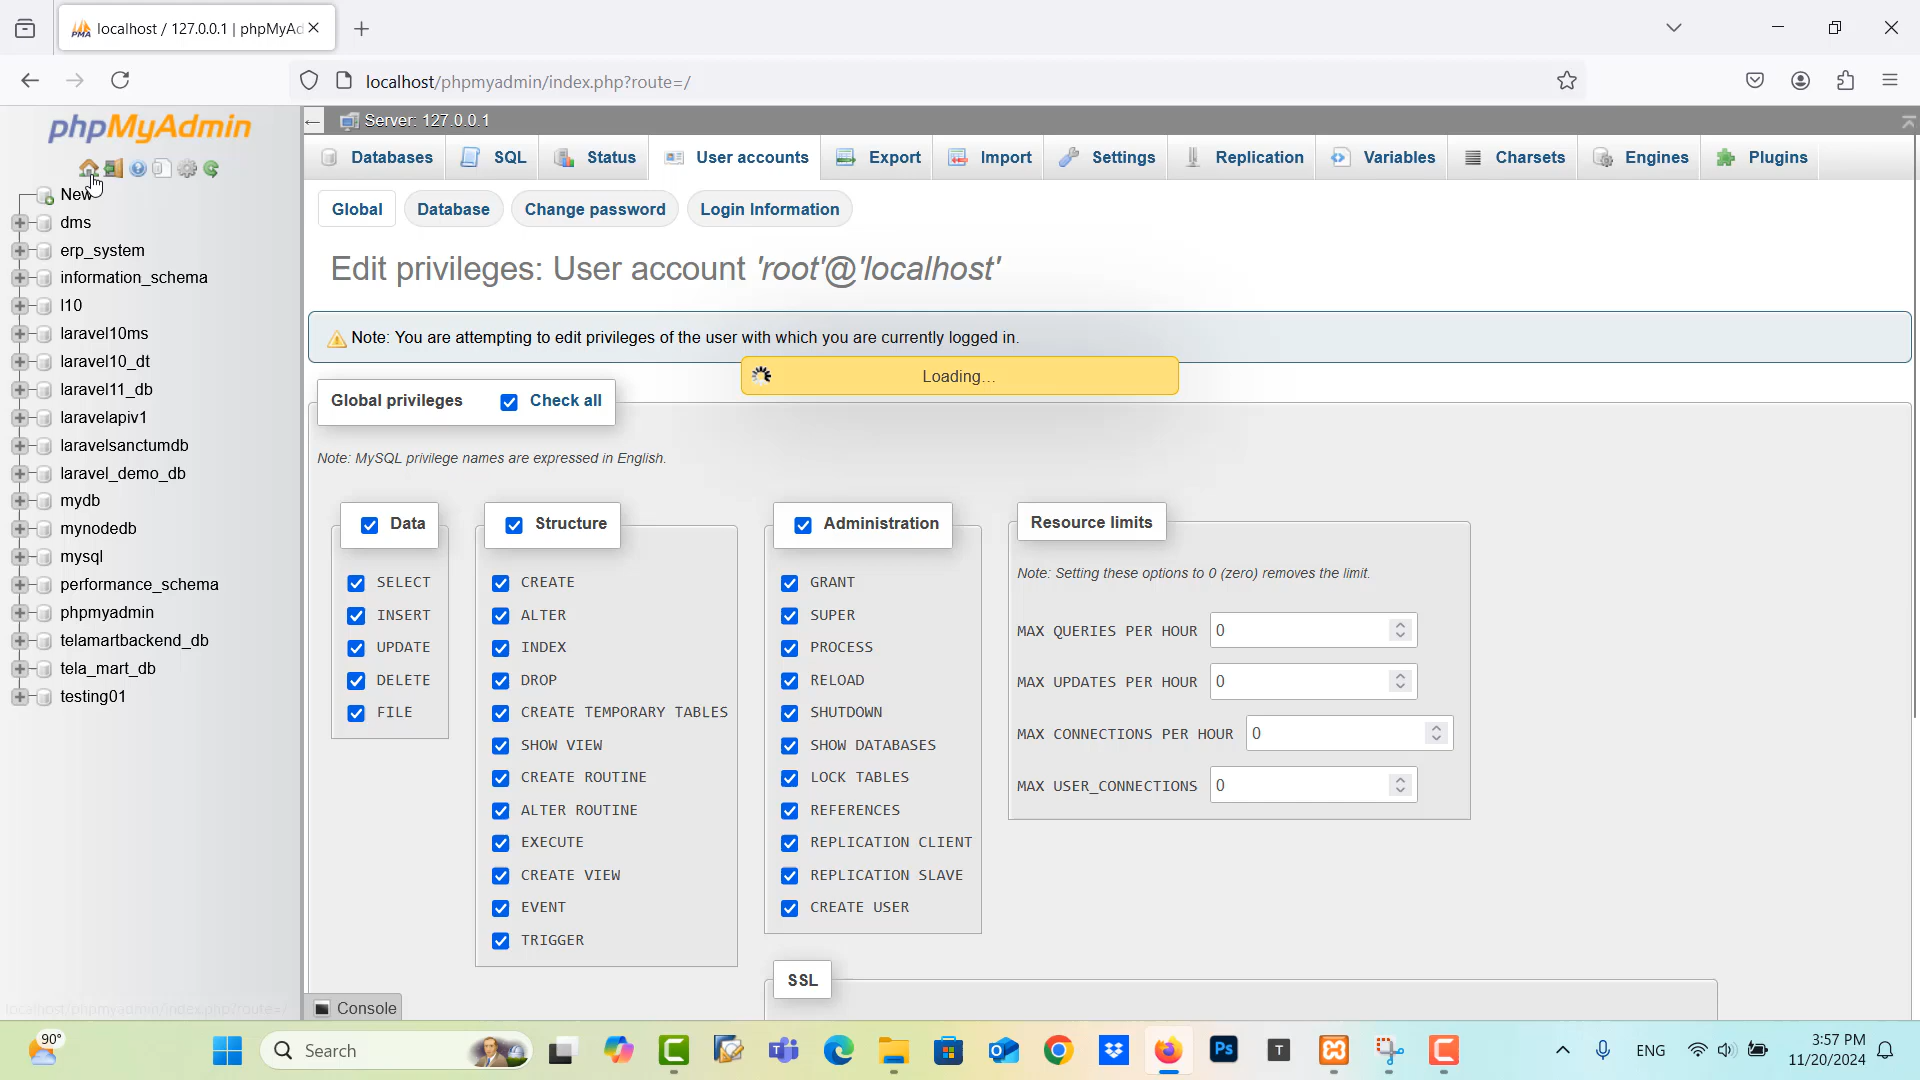 localhost / 127.0.0.1 | phpMyAd
localhost/phpmyadmin/index.php?route=/
phpMyAdmin
New
dms
erp_system
information_schema
l10
laravel10ms
laravel10_dt
laravel11_db
laravelapiv1
laravelsanctumdb
laravel_demo_db
mydb
mynodedb
mysql
performance_schema
phpmyadmin
telamartbackend_db
tela_mart_db
testing01
localhost/phpmyadmin/index.php?route=/
Server: 127.0.0.1
Databases SQL Status User accounts Export Import Settings Replication Variables Charsets Engines Plugins
Global Database Change password Login Information
Edit privileges: User account 'root'@'localhost'
Note: You are attempting to edit privileges of the user with which you are currently logged in.
Loading…
Global privileges Check all
Note: MySQL privilege names are expressed in English.
Data
SELECT
INSERT
UPDATE
DELETE
FILE
Structure
CREATE
ALTER
INDEX
DROP
CREATE TEMPORARY TABLES
SHOW VIEW
CREATE ROUTINE
ALTER ROUTINE
EXECUTE
CREATE VIEW
EVENT
TRIGGER
Administration
GRANT
SUPER
PROCESS
RELOAD
SHUTDOWN
SHOW DATABASES
LOCK TABLES
REFERENCES
REPLICATION CLIENT
REPLICATION SLAVE
CREATE USER
Resource limits
Note: Setting these options to 0 (zero) removes the limit.
MAX QUERIES PER HOUR 0
MAX UPDATES PER HOUR 0
MAX CONNECTIONS PER HOUR 0
MAX USER_CONNECTIONS 0
SSL
Console
90°
Search
Ps
T
ENG
3:57 PM
11/20/2024